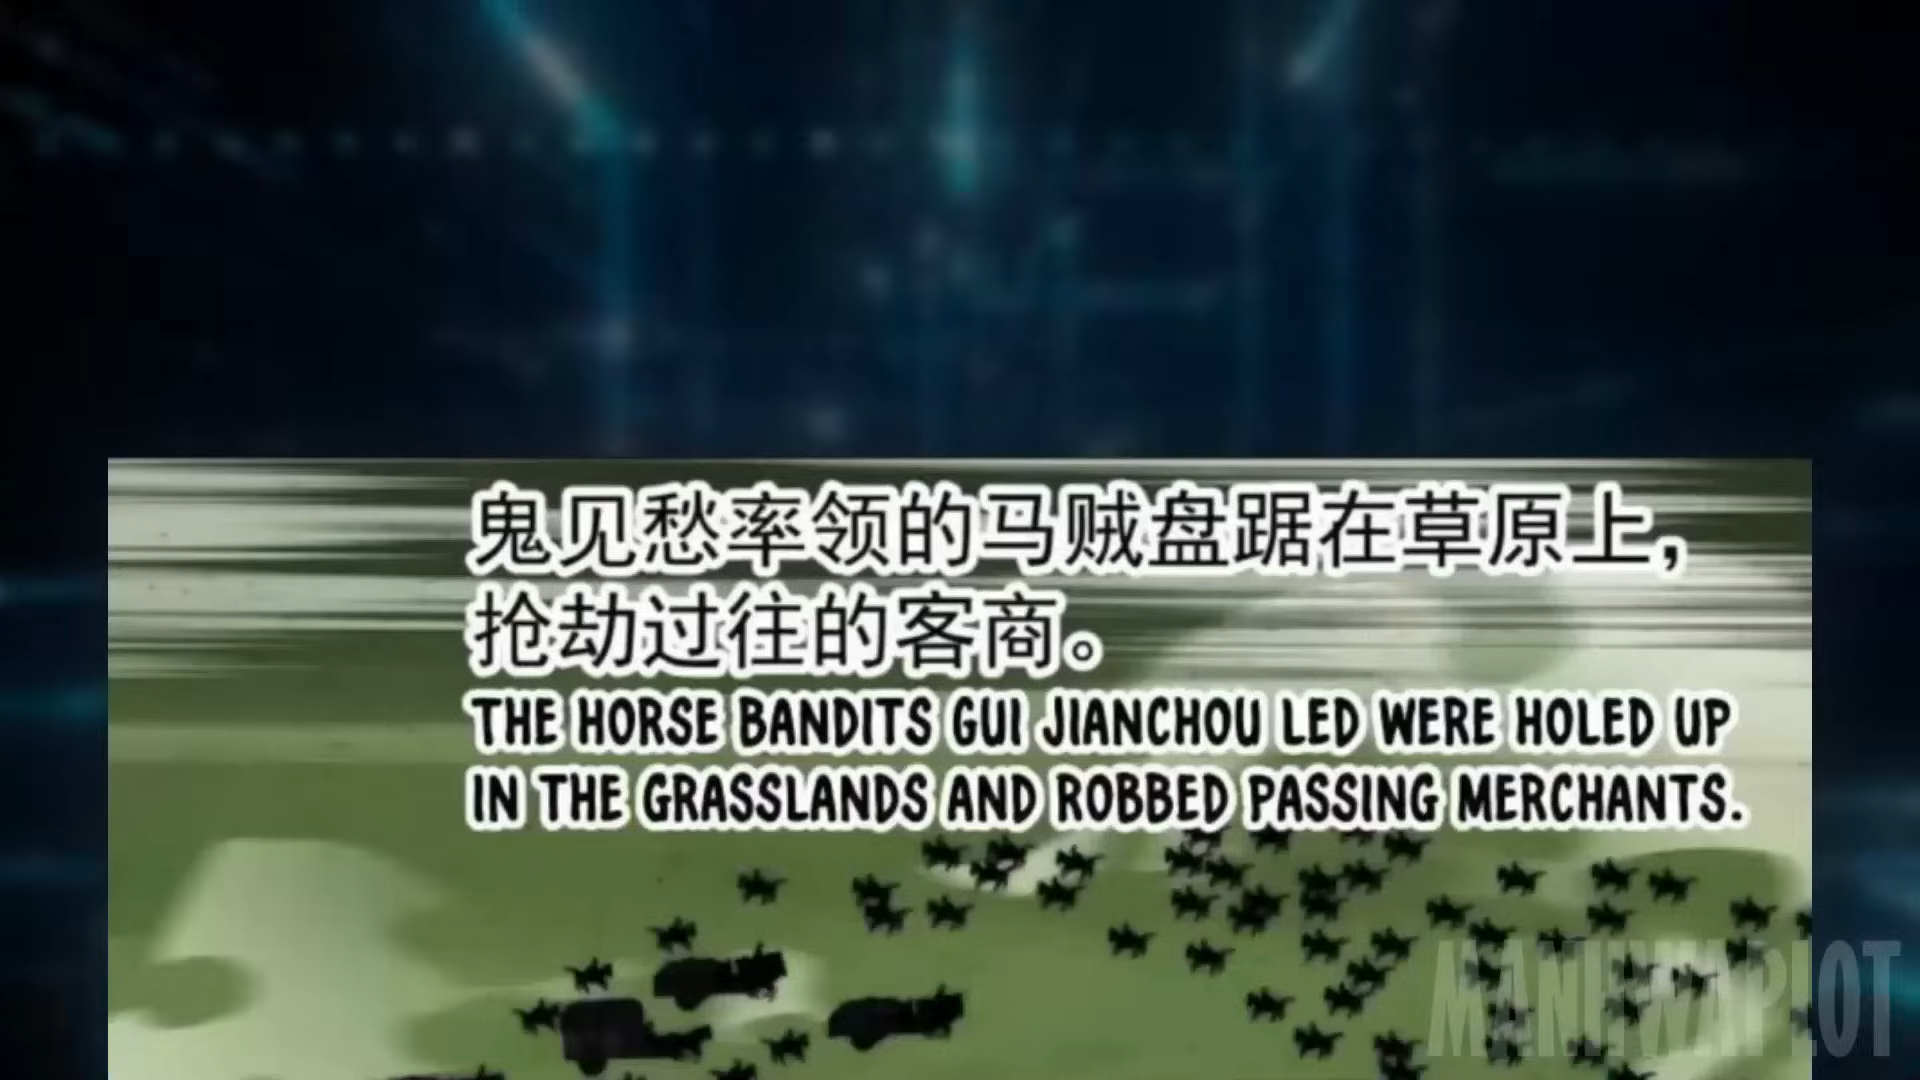 鬼见愁率领的马贼盘踞在草原上，
抢劫过往的客商。
THE HORSE BANDITS GUI JIANCHOU LED WERE HOLED UP
IN THE GRASSLANDS AND ROBBED PASSING MERCHANTS.
MANHWAPLOT